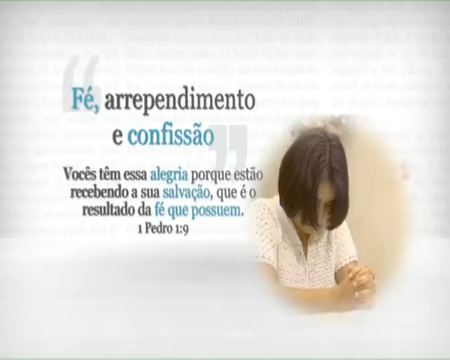 Fé, arrependimento
e confissão
Vocês têm essa alegria porque estão
recebendo a sua salvação, que é o
resultado da fé que possuem.
1 Pedro 1:9